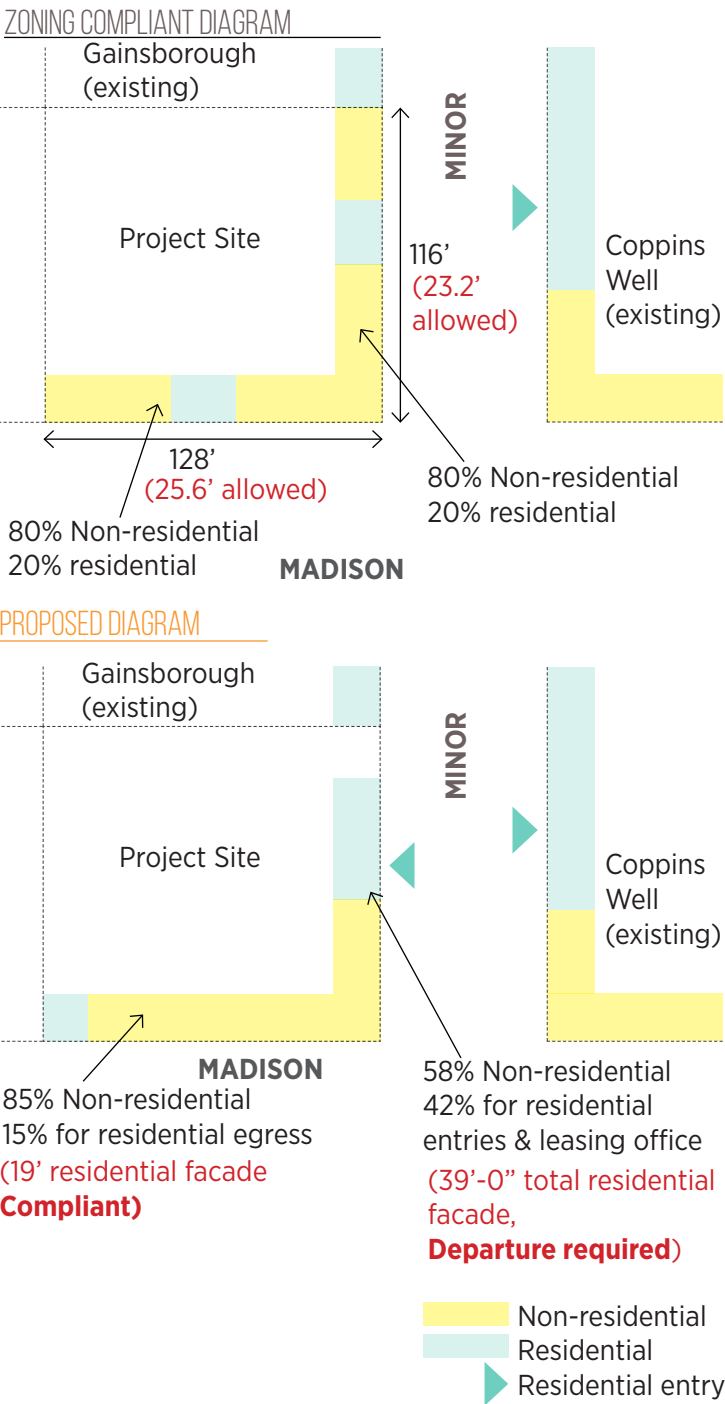 ZONING COMPLIANT DIAGRAM
Gainsborough
(existing)
MINOR
Project Site
116’
(23.2’
allowed)
Coppins
Well
(existing)
128’
(25.6’ allowed)
80% Non-residential
20% residential
80% Non-residential
20% residential
MADISON
PROPOSED DIAGRAM
Gainsborough
(existing)
MINOR
Project Site
Coppins
Well
(existing)
MADISON
85% Non-residential
15% for residential egress
(19’ residential facade
Compliant)
58% Non-residential
42% for residential
entries & leasing office
(39’-0” total residential
facade,
Departure required)
Non-residential
Residential
Residential entry